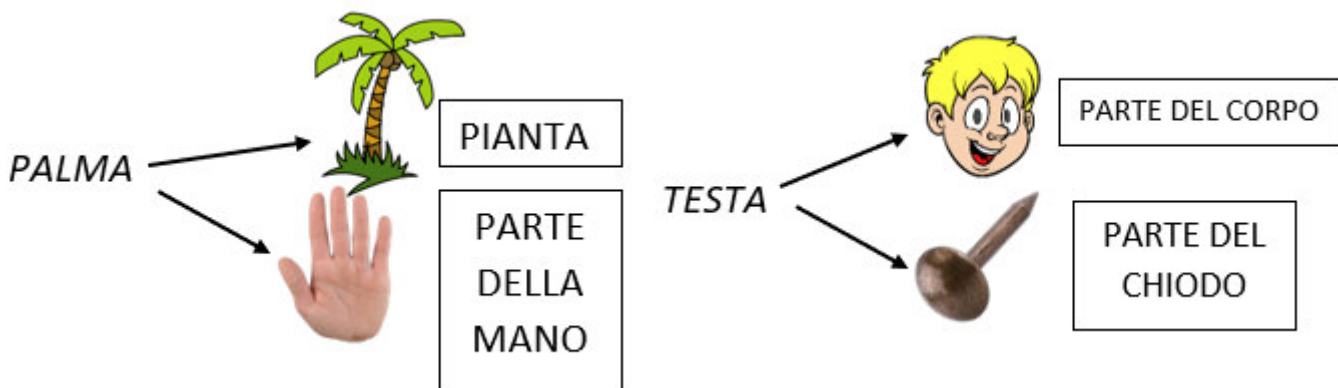 PALMA
PIANTA
PARTE
DELLA
MANO
TESTA
PARTE DEL CORPO
PARTE DEL
CHIODO